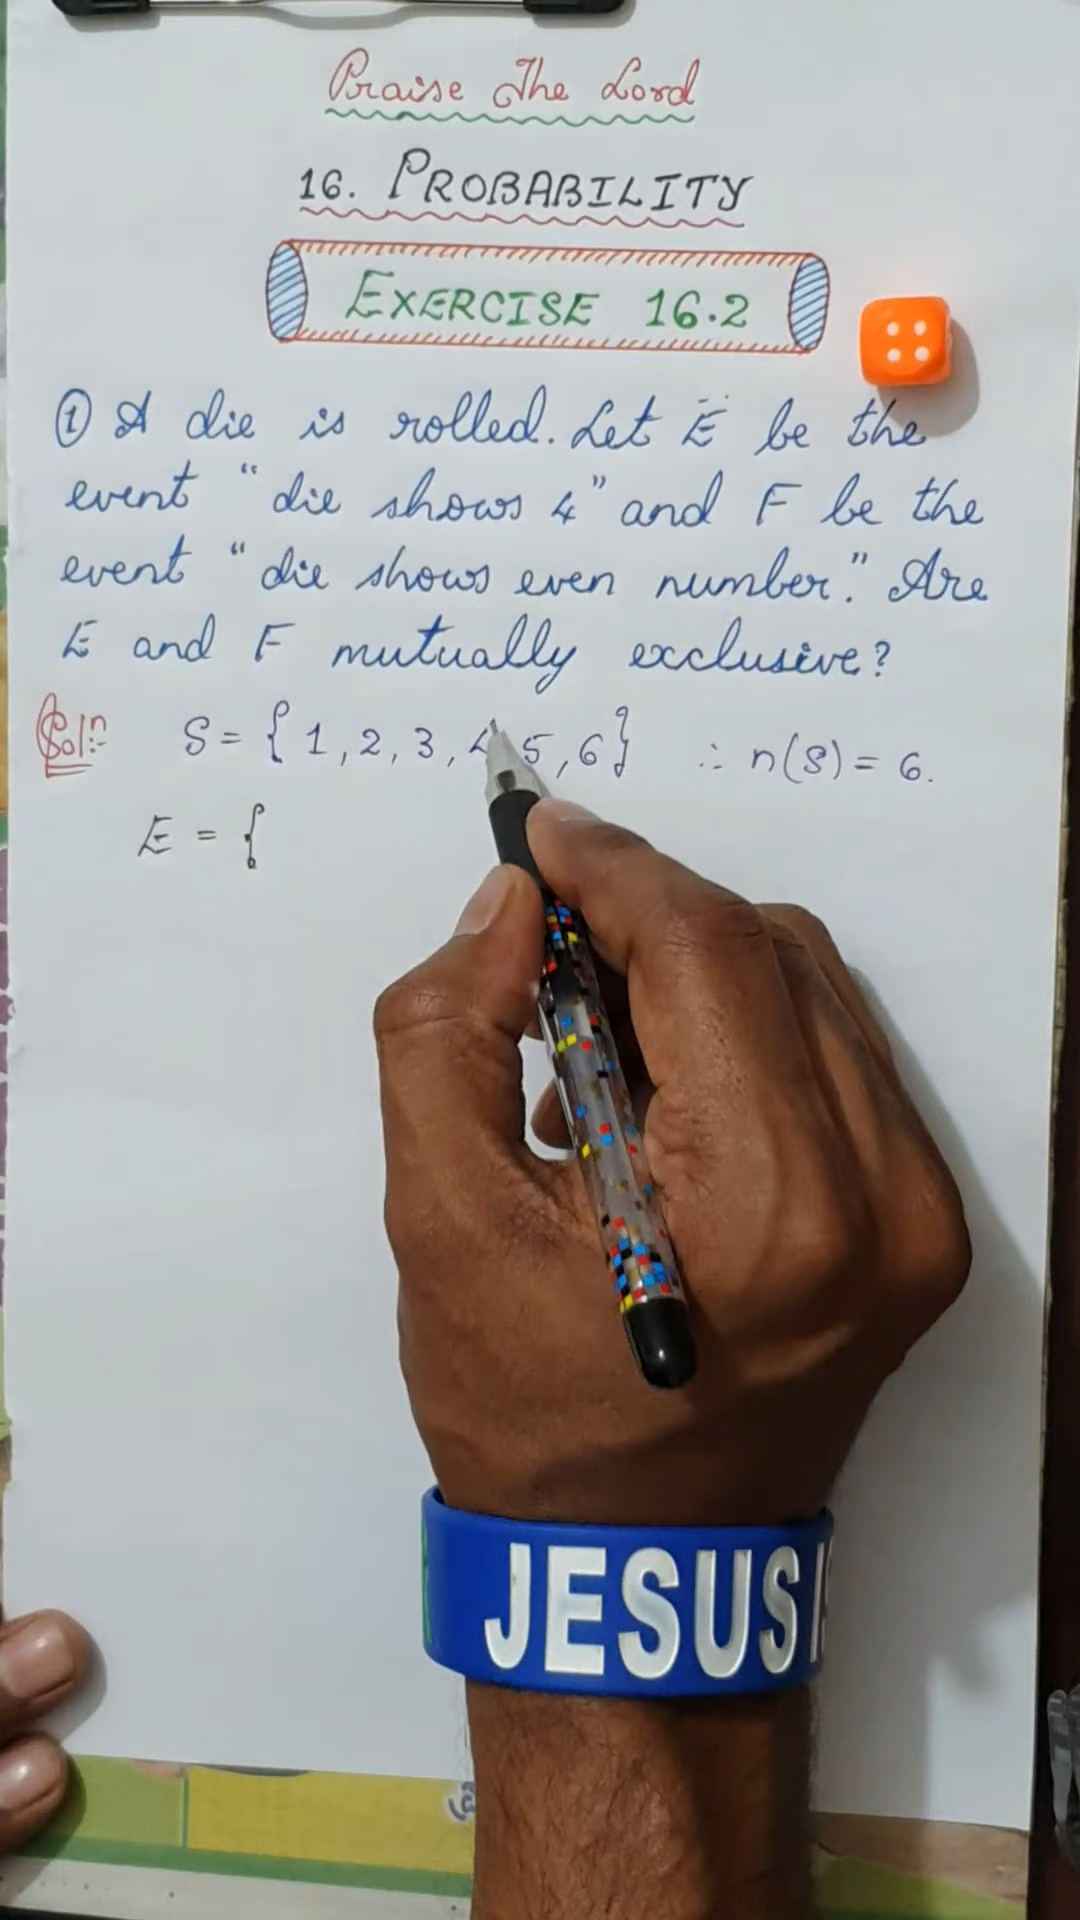 Praise The Lord
16. PROBABILITY
EXERCISE 16.2
① A die is rolled. Let E be the
event "die shows 4" and F be the
event "die shows even number." Are
E and F mutually exclusive?
Soln:- S = { 1, 2, 3, 4, 5, 6} ∴ n(S) = 6.
E = {
JESUS